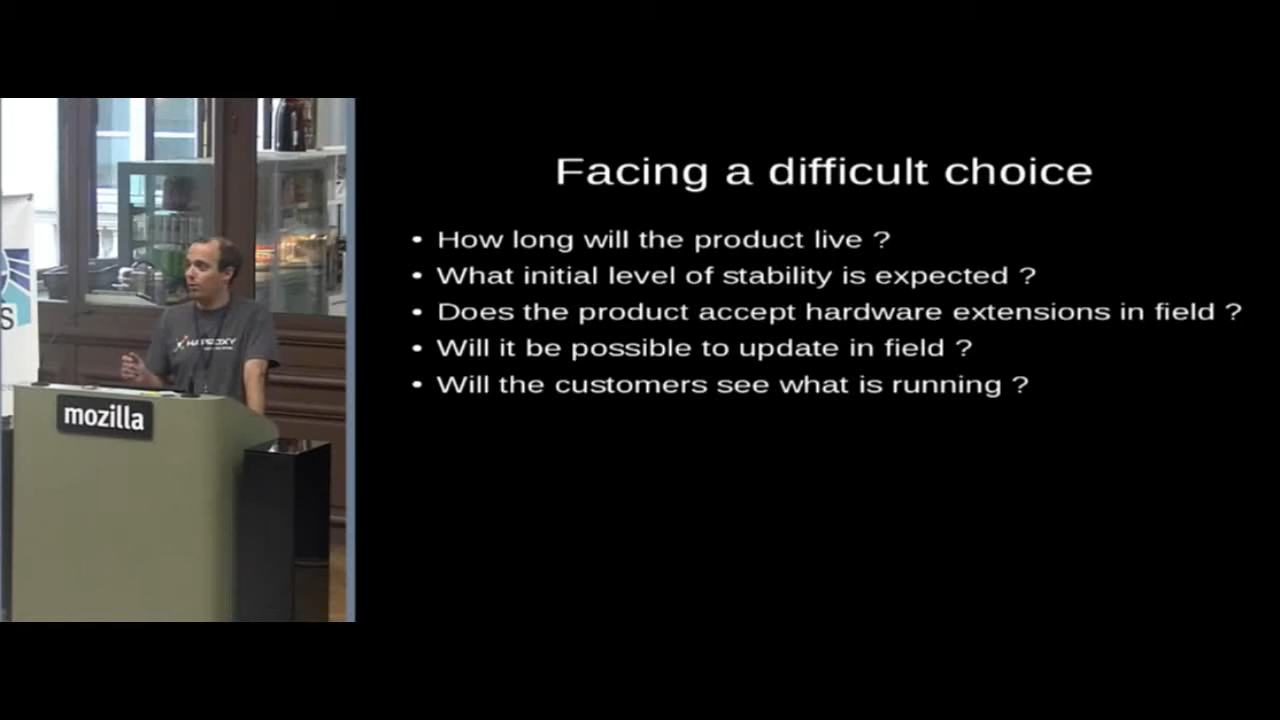 Facing a difficult choice
• How long will the product live ?
• What initial level of stability is expected ?
• Does the product accept hardware extensions in field ?
• Will it be possible to update in field ?
• Will the customers see what is running ?
S
HAPROXY
mozilla